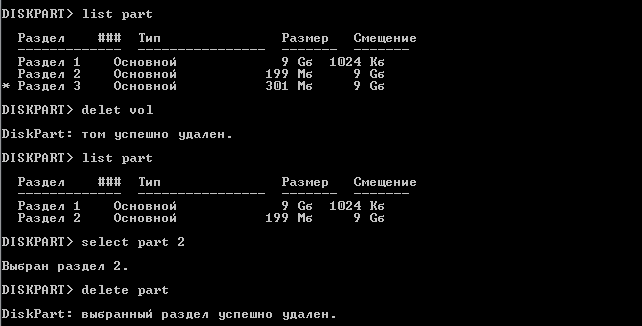 DISKPART> list part
Раздел ### Тип Размер Смещение
------------- ---------------- ------- -------
Раздел 1 Основной 9 Gб 1024 Kб
Раздел 2 Основной 199 Mб 9 Gб
* Раздел 3 Основной 301 Mб 9 Gб
DISKPART> delet vol
DiskPart: том успешно удален.
DISKPART> list part
Раздел ### Тип Размер Смещение
------------- ---------------- ------- -------
Раздел 1 Основной 9 Gб 1024 Kб
Раздел 2 Основной 199 Mб 9 Gб
DISKPART> select part 2
Выбран раздел 2.
DISKPART> delete part
DiskPart: выбранный раздел успешно удален.